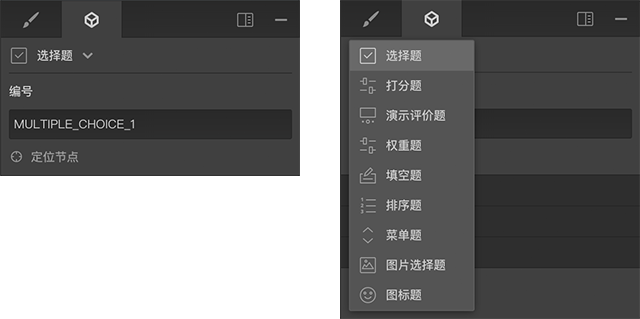 选择题
编号
MULTIPLE_CHOICE_1
定位节点
选择题
打分题
演示评价题
权重题
填空题
排序题
菜单题
图片选择题
图标题